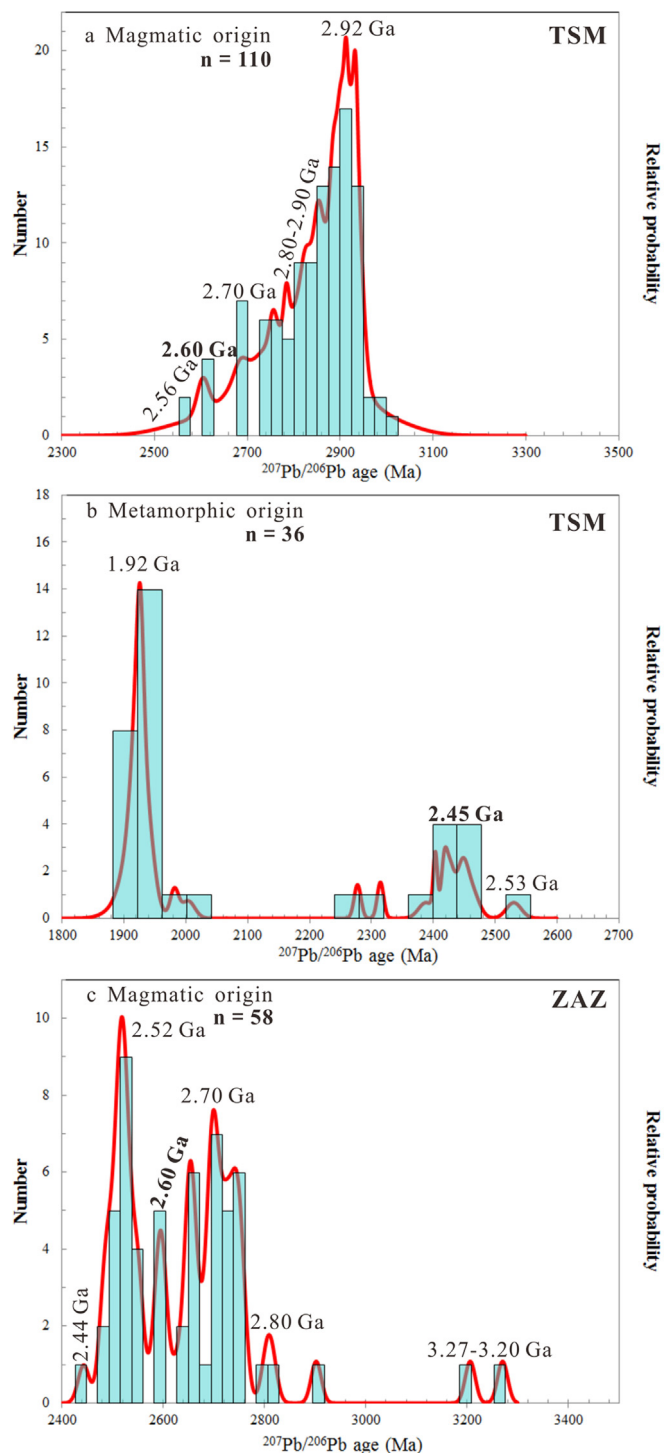 a Magmatic origin
n = 110
2.92 Ga
TSM
2.80-2.90 Ga
2.70 Ga
2.60 Ga
2.56 Ga
Number
Relative probability
20
15
10
5
0
2300 2500 2700 2900 3100 3300 3500
²⁰⁷Pb/²⁰⁶Pb age (Ma)
b Metamorphic origin
n = 36
TSM
1.92 Ga
2.45 Ga
2.53 Ga
Number
Relative probability
18
16
14
12
10
8
6
4
2
0
1800 1900 2000 2100 2200 2300 2400 2500 2600 2700
²⁰⁷Pb/²⁰⁶Pb age (Ma)
c Magmatic origin
n = 58
ZAZ
2.52 Ga
2.70 Ga
2.60 Ga
2.44 Ga
2.80 Ga
3.27-3.20 Ga
Number
Relative probability
10
8
6
4
2
0
2400 2600 2800 3000 3200 3400
²⁰⁷Pb/²⁰⁶Pb age (Ma)